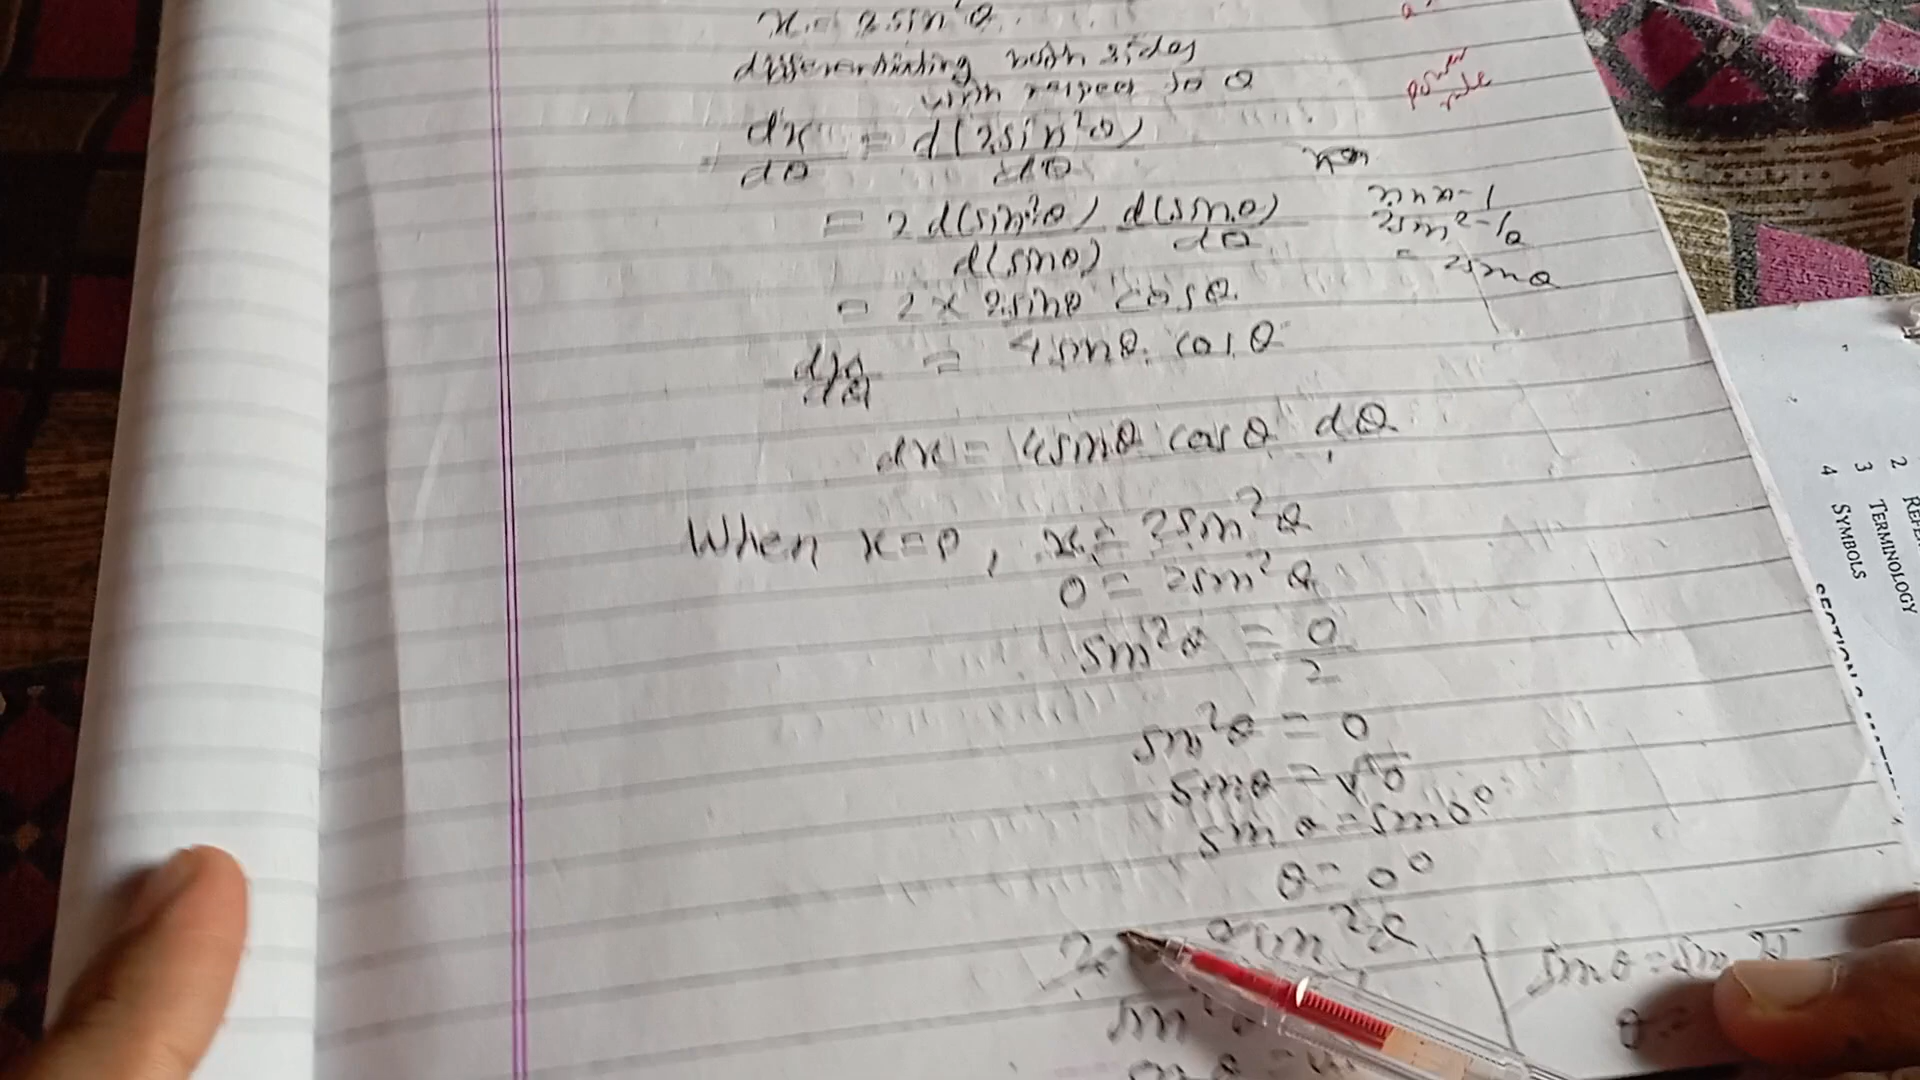 x = 2sin²θ
differentiating both sides
with respect to θ
dx/dθ = d(2sin²θ)/dθ
= 2 d(sin²θ)/d(sinθ) d(sinθ)/dθ
= 2 x 2sinθ cosθ
dx/dθ = 4sinθ. cosθ
dx = 4sinθ cosθ dθ
When x=0, x = 2sin²θ
0 = 2sin²θ
sin²θ = 0/2
sin²θ = 0
sinθ = √0
sinθ = sin0°
θ = 0°
sinθ = sin
θ =
power
rule
nxn-1
2sin2-1θ
= 2sinθ
2
3 TERMINOLOGY
4 SYMBOLS